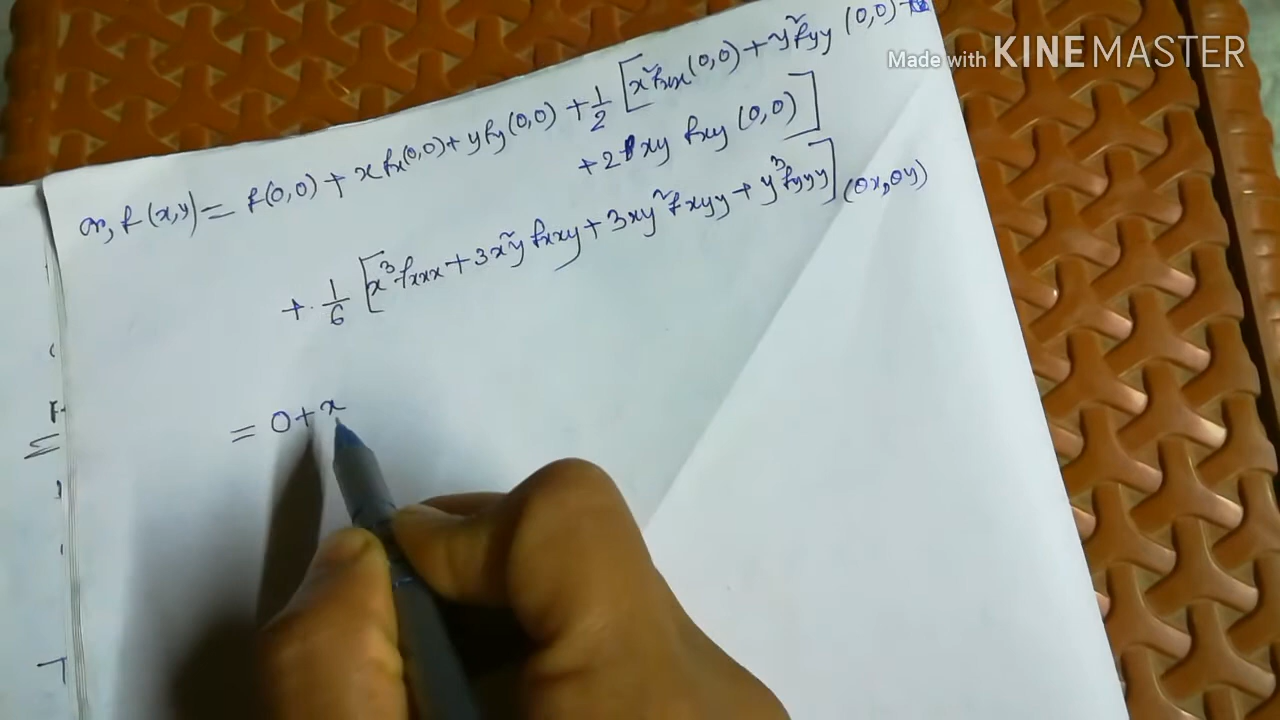 Made with KINEMASTER
or, f(x,y) = f(0,0) + x fx(0,0) + y fy(0,0) + 1/2 [x² fxx(0,0) + y² fyy (0,0) +
+ 2 xy fxy (0,0)]
+ 1/6 [x³ fxxx + 3x²y fxxy + 3xy² fxyy + y³ fyyy] (θx, θy)
= 0 + x